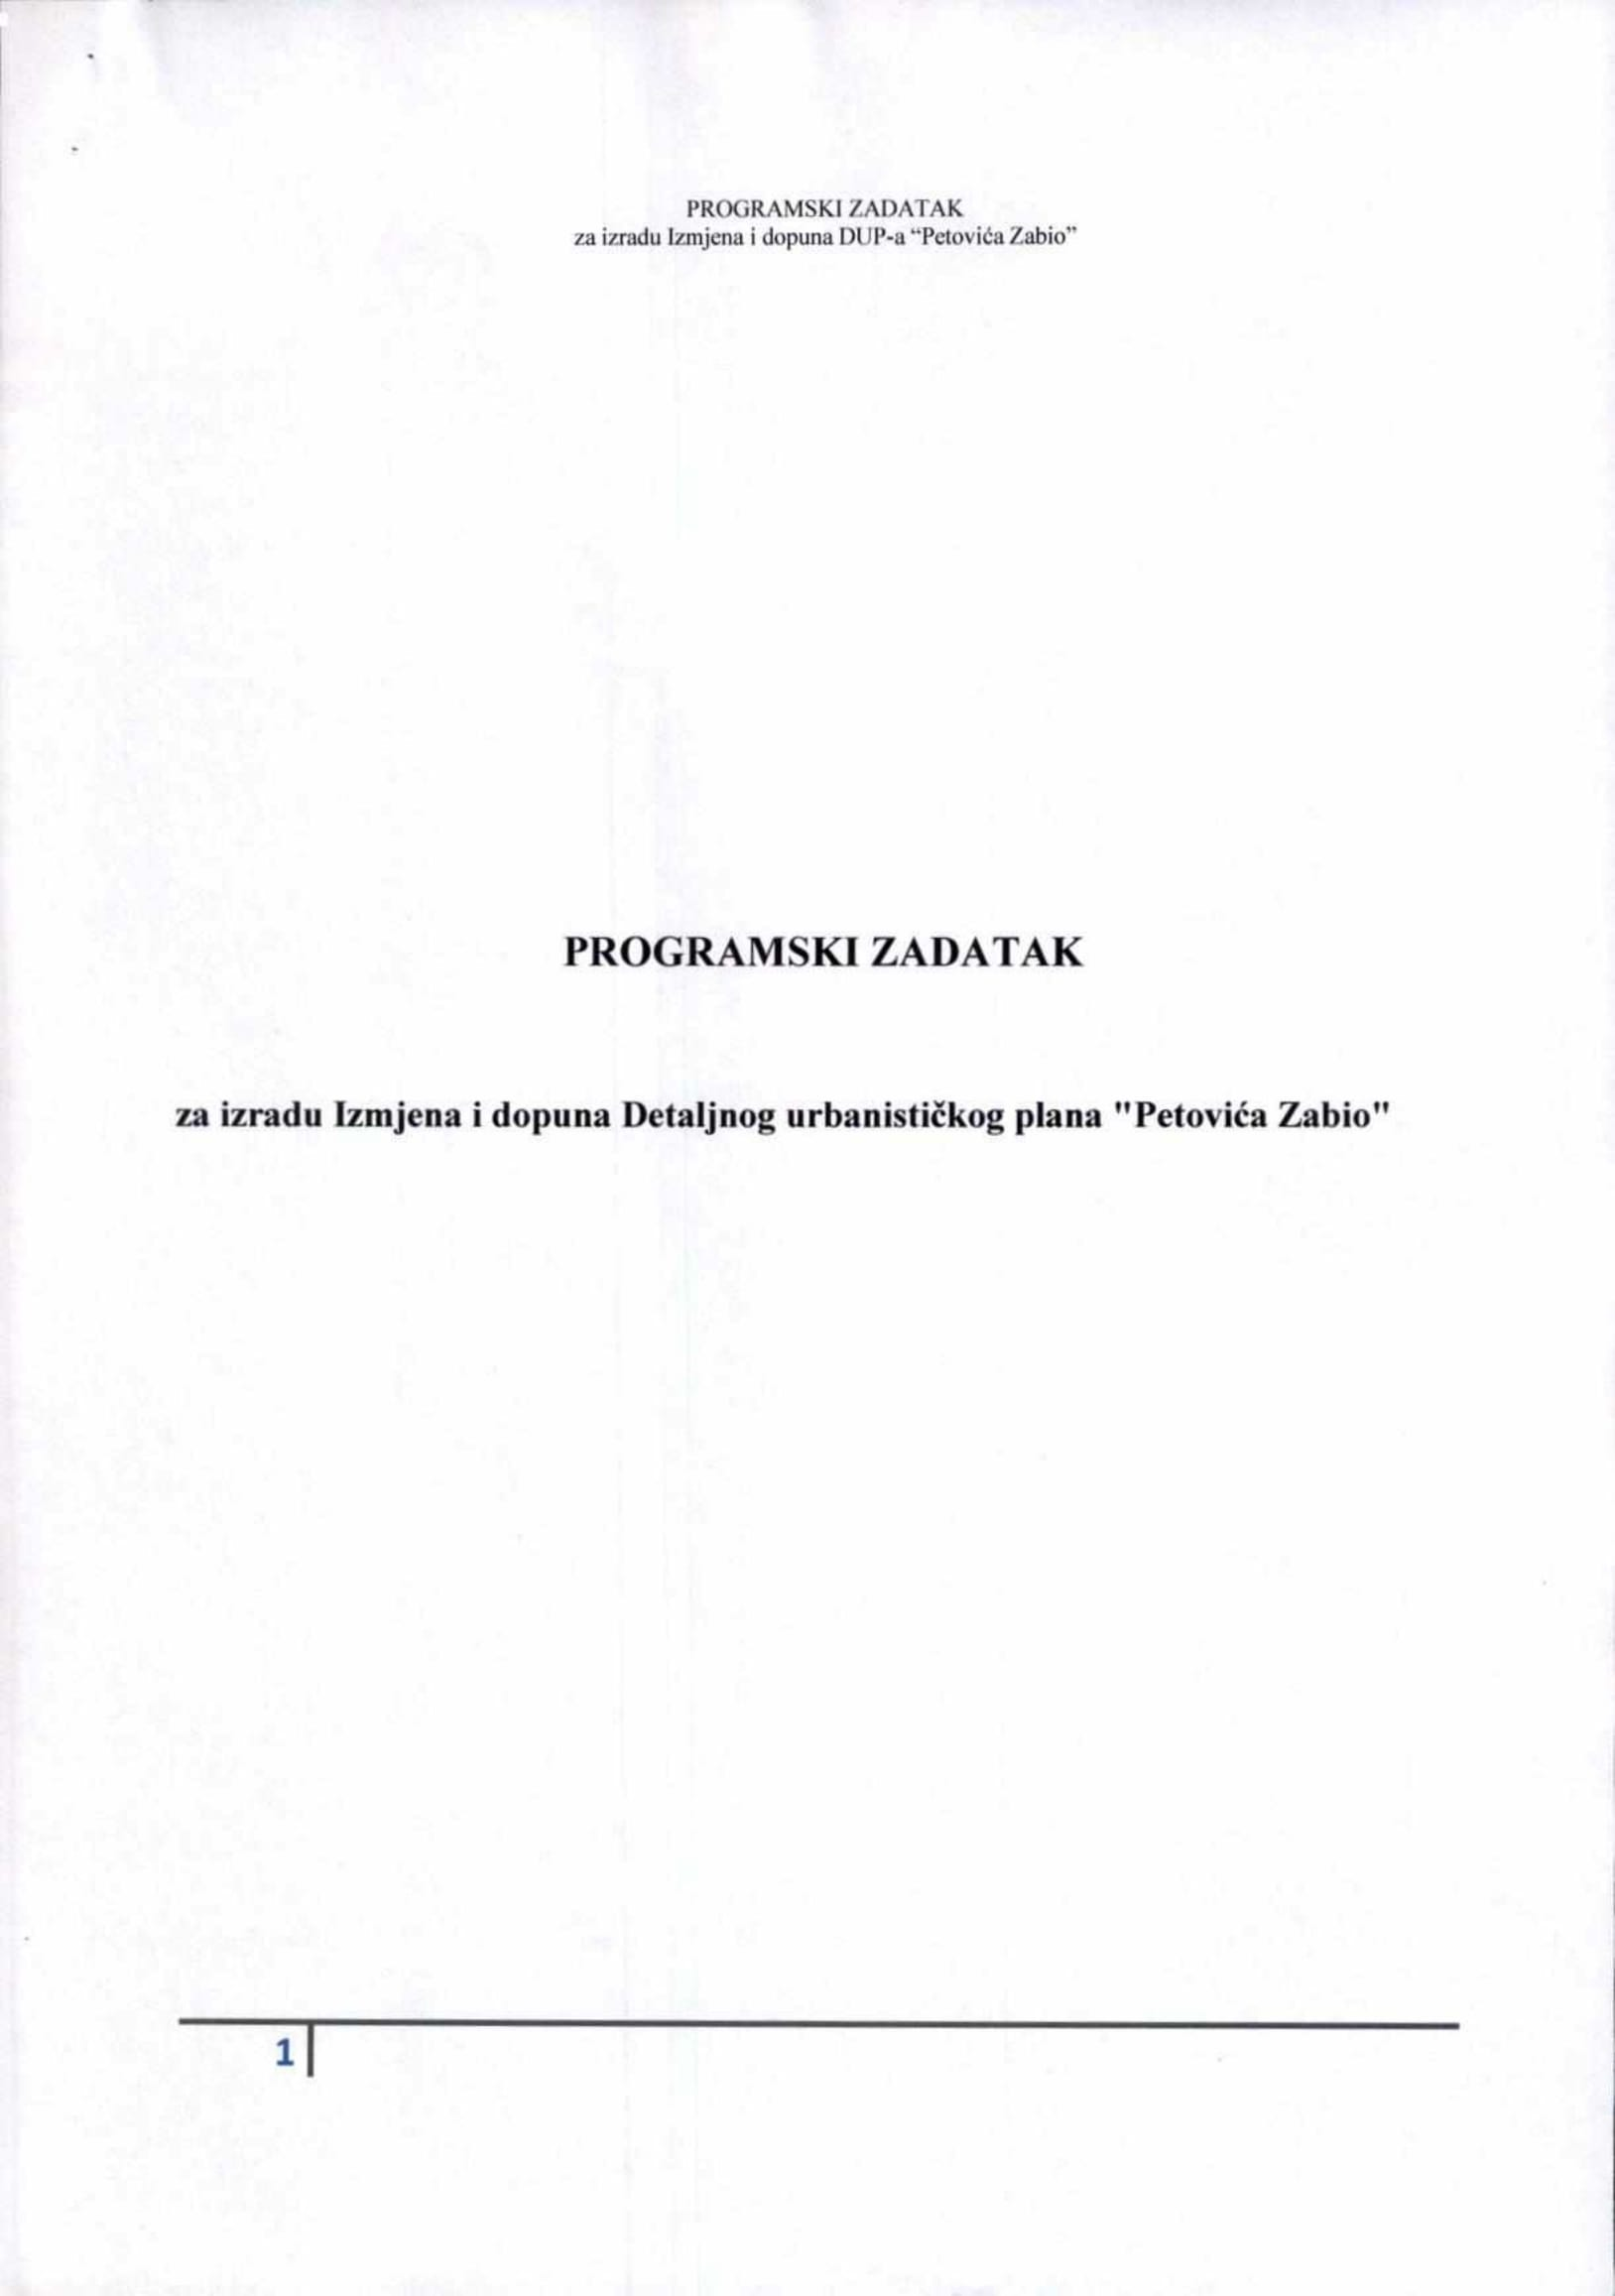 PROGRAMSKI ZADATAK
za izradu Izmjena i dopuna DUP-a “Petovića Zabio”
PROGRAMSKI ZADATAK
za izradu Izmjena i dopuna Detaljnog urbanističkog plana "Petovića Zabio"
1